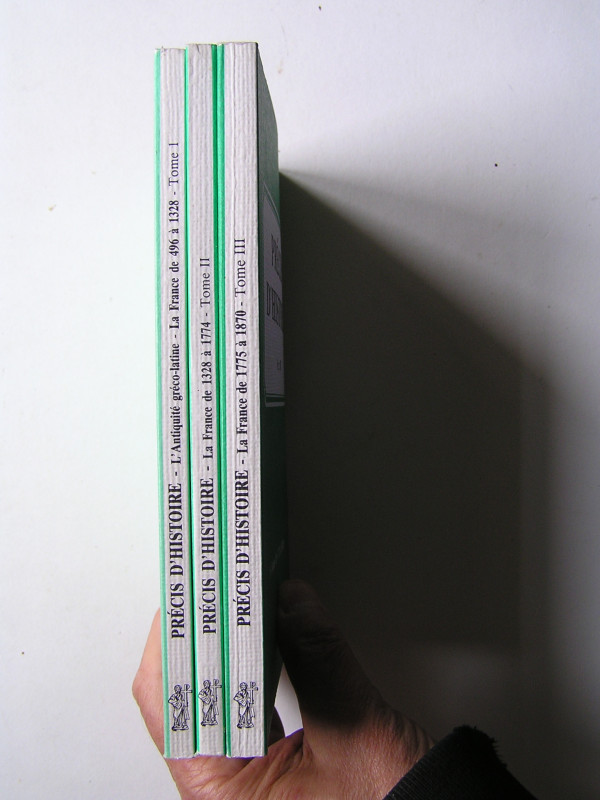 PRÉCIS D'HISTOIRE - L'Antiquité gréco-latine - La France de 496 à 1328 - Tome I
PRÉCIS D'HISTOIRE - La France de 1328 à 1774 - Tome II
PRÉCIS D'HISTOIRE - La France de 1775 à 1870 - Tome III